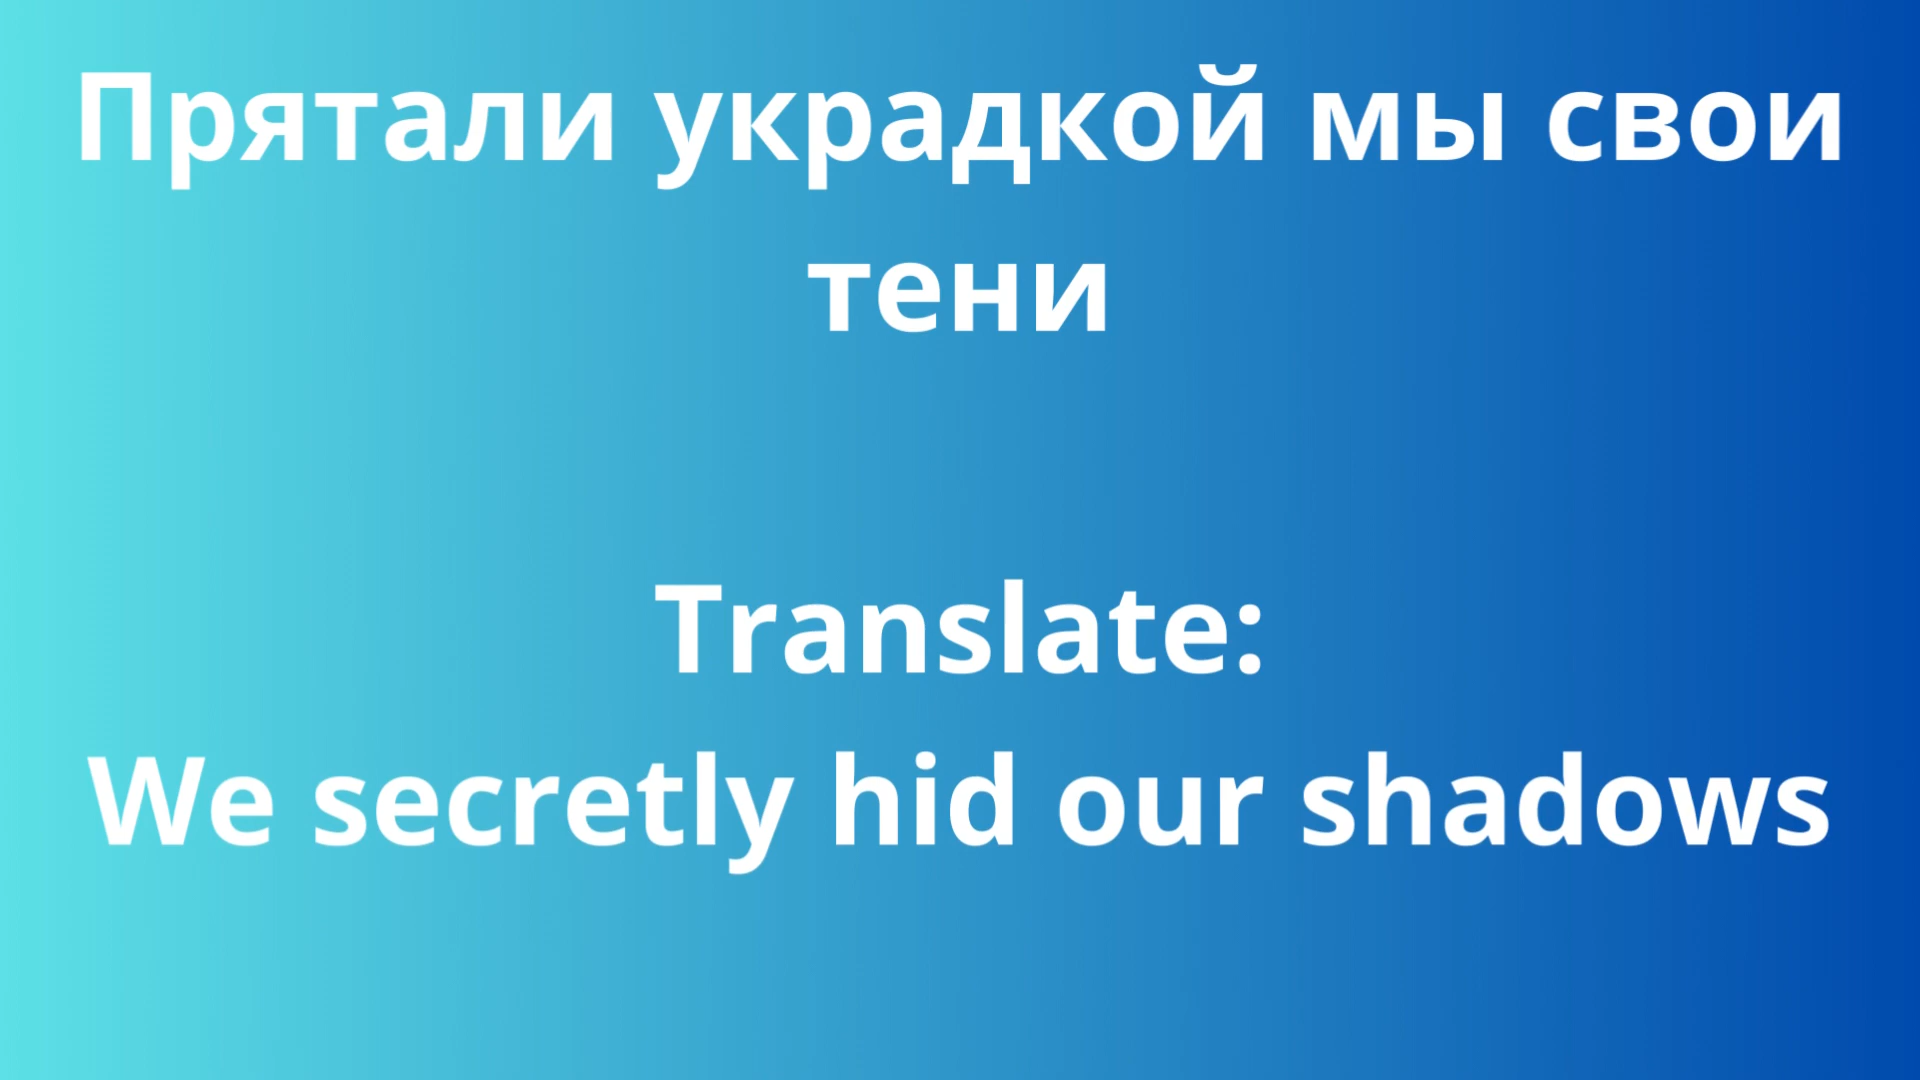 Прятали украдкой мы свои
тени
Translate:
We secretly hid our shadows